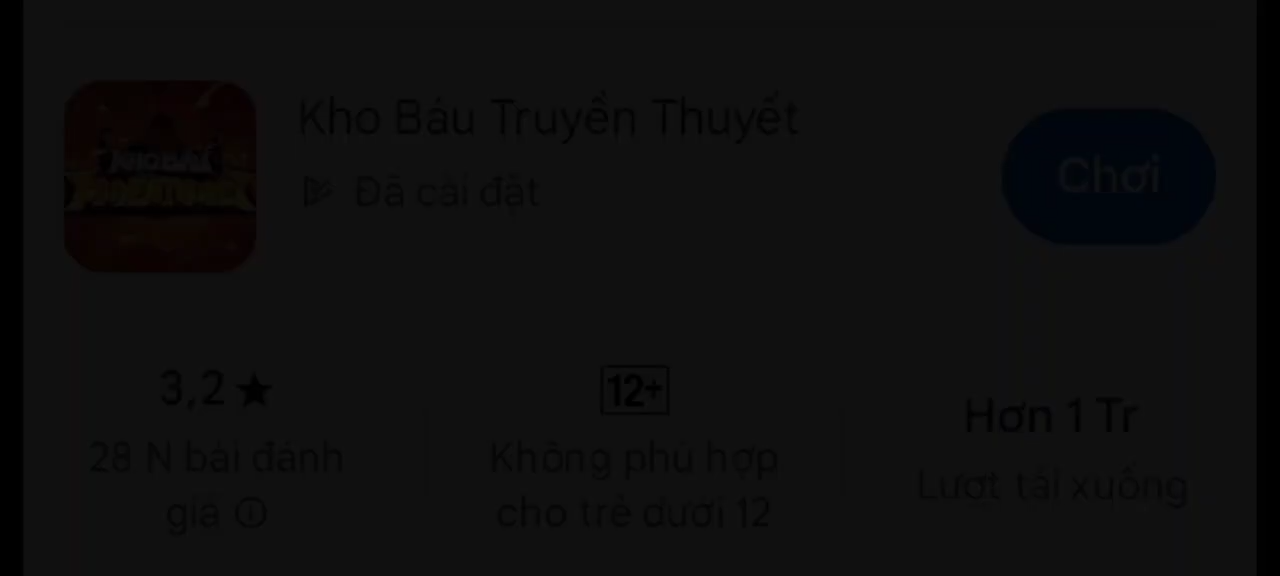 Kho Báu Truyền Thuyết
Đã cài đặt
Chơi
3,2★
28 N bài đánh
giá
12+
Không phù hợp
cho trẻ dưới 12
Hơn 1 Tr
Lượt tải xuống